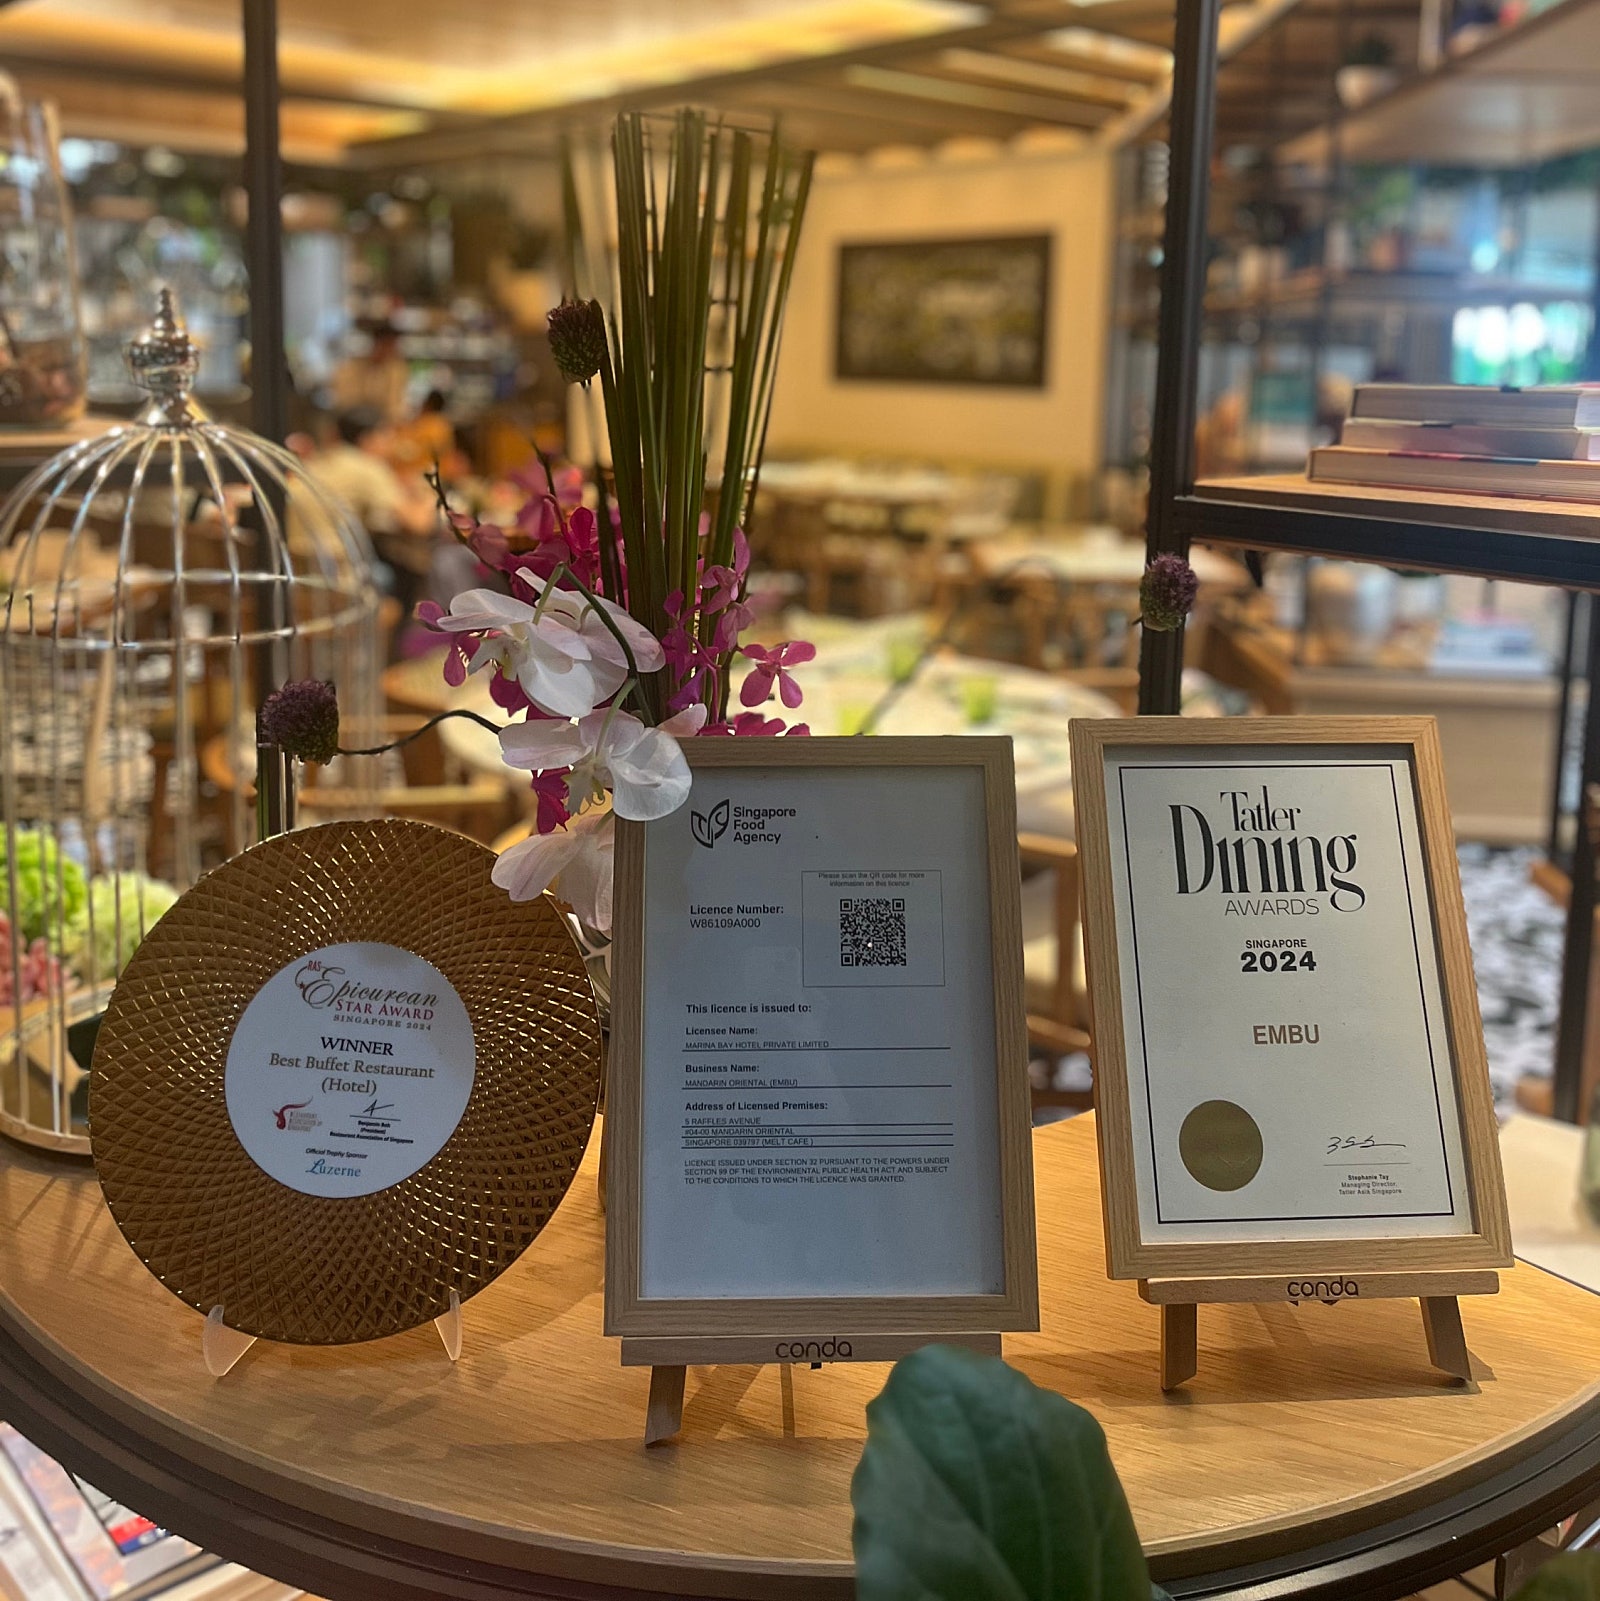 RAS
Epicurean
STAR AWARD
SINGAPORE 2024
WINNER
Best Buffet Restaurant
(Hotel)
Benjamin Boh
(President)
Restaurant Association of Singapore
Official Trophy Sponsor
Luzerne
Singapore
Food
Agency
Please scan the QR code for more
information on this licence
Licence Number:
W86109A000
This licence is issued to:
Licensee Name:
MARINA BAY HOTEL PRIVATE LIMITED
Business Name:
MANDARIN ORIENTAL (EMBU)
Address of Licensed Premises:
5 RAFFLES AVENUE
#04-00 MANDARIN ORIENTAL
SINGAPORE 039797 (MELT CAFE )
LICENCE ISSUED UNDER SECTION 32 PURSUANT TO THE POWERS UNDER
SECTION 99 OF THE ENVIRONMENTAL PUBLIC HEALTH ACT AND SUBJECT
TO THE CONDITIONS TO WHICH THE LICENCE WAS GRANTED.
conda
Tatler
Dining
AWARDS
SINGAPORE
2024
EMBU
Stephanie Tay
Managing Director,
Tatler Asia Singapore
conda